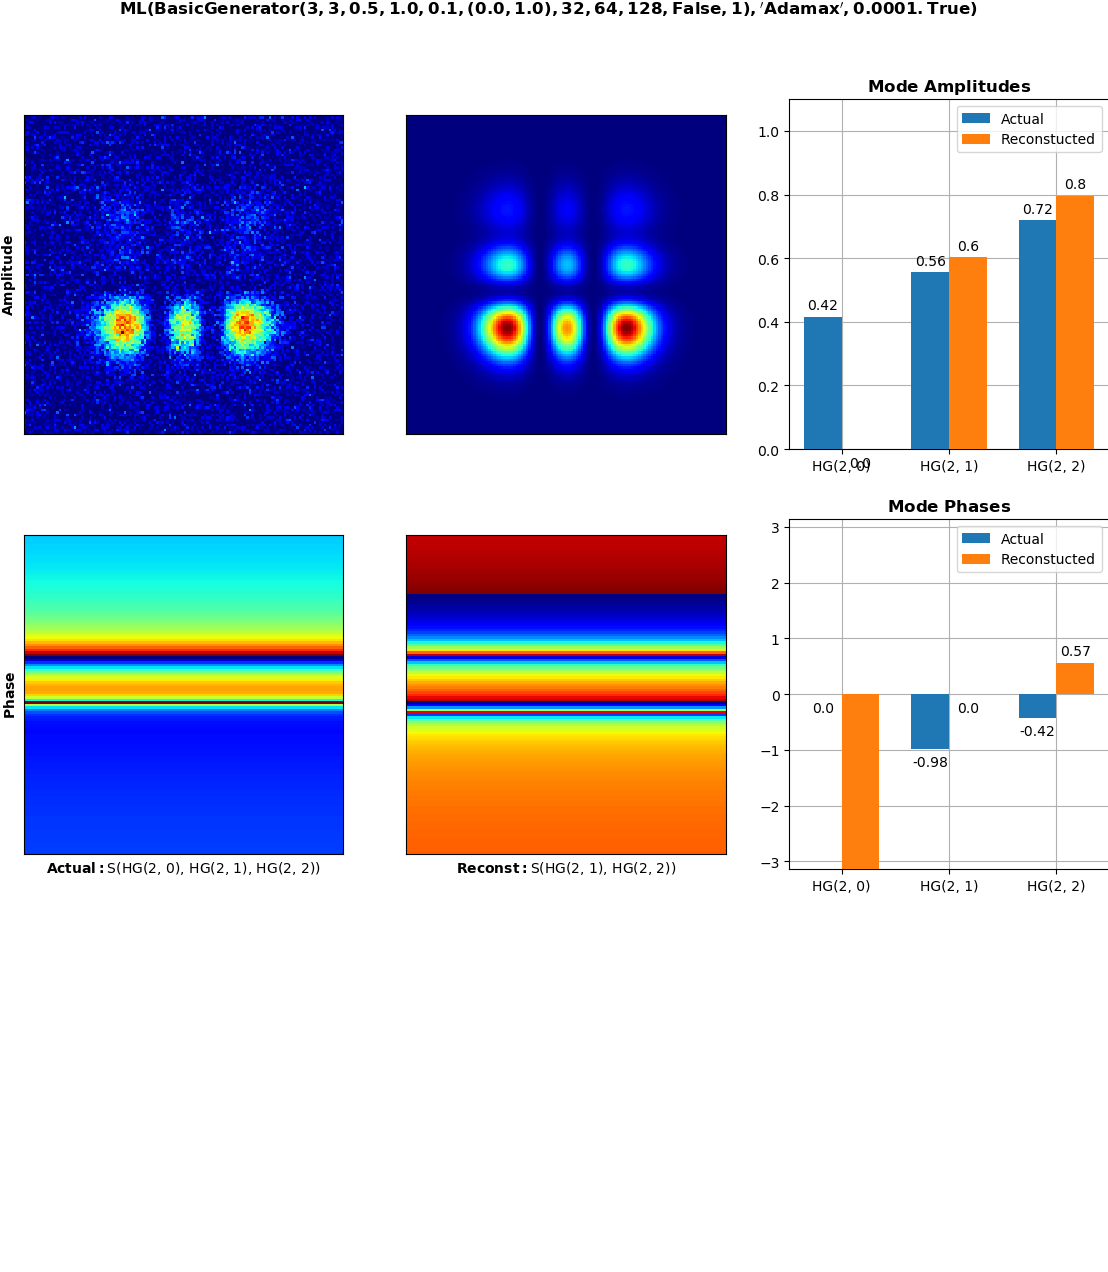 ML(BasicGenerator(3, 3, 0.5, 1.0, 0.1, (0.0, 1.0), 32, 64, 128, False, 1), ′Adamax′, 0.0001. True)
Amplitude
Mode Amplitudes
Actual
Reconstucted
1.0
0.8
0.6
0.4
0.2
0.0
0.42
0.0
0.56
0.6
0.72
0.8
HG(2, 0)
HG(2, 1)
HG(2, 2)
Phase
Actual: S(HG(2, 0), HG(2, 1), HG(2, 2))
Reconst: S(HG(2, 1), HG(2, 2))
Mode Phases
Actual
Reconstucted
3
2
1
0
−1
−2
−3
0.0
-0.98
0.0
-0.42
0.57
HG(2, 0)
HG(2, 1)
HG(2, 2)